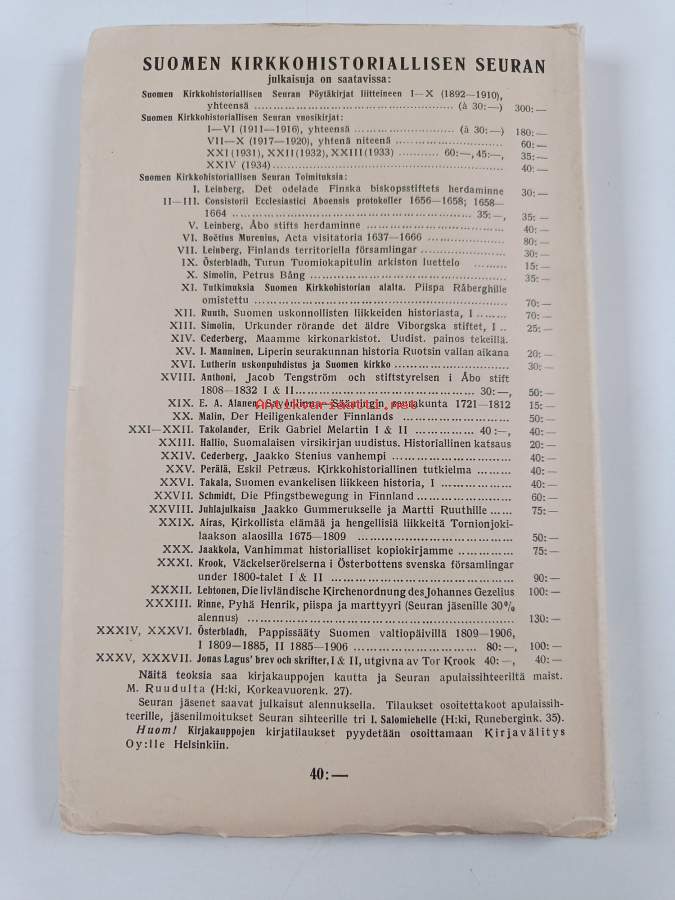 SUOMEN KIRKKOHISTORIALLISEN SEURAN
julkaisuja on saatavissa:
Suomen Kirkkohistoriallisen Seuran Pöytäkirjat liitteineen I—X (1892—1910),
yhteensä ........ (à 30:—) 300:—
Suomen Kirkkohistoriallisen Seuran vuosikirjat:
I—VI (1911—1916), yhteensä ........ (à 30:—) 180:—
VII—X (1917—1920), yhtenä niteenä ........ 60:—
XXI (1931), XXII (1932), XXIII (1933) ........ 60:—, 45:—, 35:—
XXIV (1934) ........ 40:—
Suomen Kirkkohistoriallisen Seuran Toimituksia:
I. Leinberg, Det odelade Finska biskopsstiftets herdaminne 30:—
II—III. Consistorii Ecclesiastici Aboensis protokoller 1656—1658; 1658—
1664 ........ 35:—, 35:—
V. Leinberg, Åbo stifts herdaminne ........ 40:—
VI. Boëtius Murenius, Acta visitatoria 1637—1666 ........ 80:—
VII. Leinberg, Finlands territoriella församlingar ........ 30:—
IX. Österbladh, Turun Tuomiokapitulin arkiston luettelo ........ 15:—
X. Simolin, Petrus Bång ........ 35:—
XI. Tutkimuksia Suomen Kirkkohistorian alalta. Piispa Råberghille
omistettu ........ 70:—
XII. Ruuth, Suomen uskonnollisten liikkeiden historiasta, I ........ 70:—
XIII. Simolin, Urkunder rörande det äldre Viborgska stiftet, I .. 25:—
XIV. Cederberg, Maamme kirkonarkistot. Uudist. painos tekeillä.
XV. I. Manninen, Liperin seurakunnan historia Ruotsin vallan aikana 20:—
XVI. Lutherin uskonpuhdistus ja Suomen kirkko ........ 30:—
XVIII. Anthoni, Jacob Tengström och stiftstyrelsen i Åbo stift
1808—1832 I & II ........ 30:—, 50:—
XIX. E. A. Alanen, Savonlinna—Säämingin seurakunta 1721—1812 15:—
Antikvariaatti.net
XX. Malin, Der Heiligenkalender Finnlands ........ 50:—
XXI—XXII. Takolander, Erik Gabriel Melartin I & II ........ 40:—, 40:—
XXIII. Hallio, Suomalaisen virsikirjan uudistus. Historiallinen katsaus 20:—
XXIV. Cederberg, Jaakko Stenius vanhempi ........ 40:—
XXV. Perälä, Eskil Petræus. Kirkkohistoriallinen tutkielma ........ 40:—
XXVI. Takala, Suomen evankelisen liikkeen historia, I ........ 40:—
XXVII. Schmidt, Die Pfingstbewegung in Finnland ........ 60:—
XXVIII. Juhlajulkaisu Jaakko Gummerukselle ja Martti Ruuthille ...... 75:—
XXIX. Airas, Kirkollista elämää ja hengellisiä liikkeitä Tornionjoki-
laakson alaosilla 1675—1809 ........ 50:—
XXX. Jaakkola, Vanhimmat historialliset kopiokirjamme ........ 75:—
XXXI. Krook, Väckelserörelserna i Österbottens svenska församlingar
under 1800-talet I & II ........ 90:—
XXXII. Lehtonen, Die livländische Kirchenordnung des Johannes Gezelius 100:—
XXXIII. Rinne, Pyhä Henrik, piispa ja marttyyri (Seuran jäsenille 30%
alennus) ........ 130:—
XXXIV, XXXVI. Österbladh, Pappissääty Suomen valtiopäivillä 1809—1906,
I 1809—1885, II 1885—1906 ........ 80:—, 100:—
XXXV, XXXVII. Jonas Lagus' brev och skrifter, I & II, utgivna av Tor Krook 40:—, 40:—
Näitä teoksia saa kirjakauppojen kautta ja Seuran apulaissihteeriltä maist.
M. Ruudulta (H:ki, Korkeavuorenk. 27).
Seuran jäsenet saavat julkaisut alennuksella. Tilaukset osoitettakoot apulaissih-
teerille, jäsenilmoitukset Seuran sihteerille tri I. Salomiehelle (H:ki, Runebergink. 35).
Huom! Kirjakauppojen kirjatilaukset pyydetään osoittamaan Kirjavälitys
Oy:lle Helsinkiin.
40:—